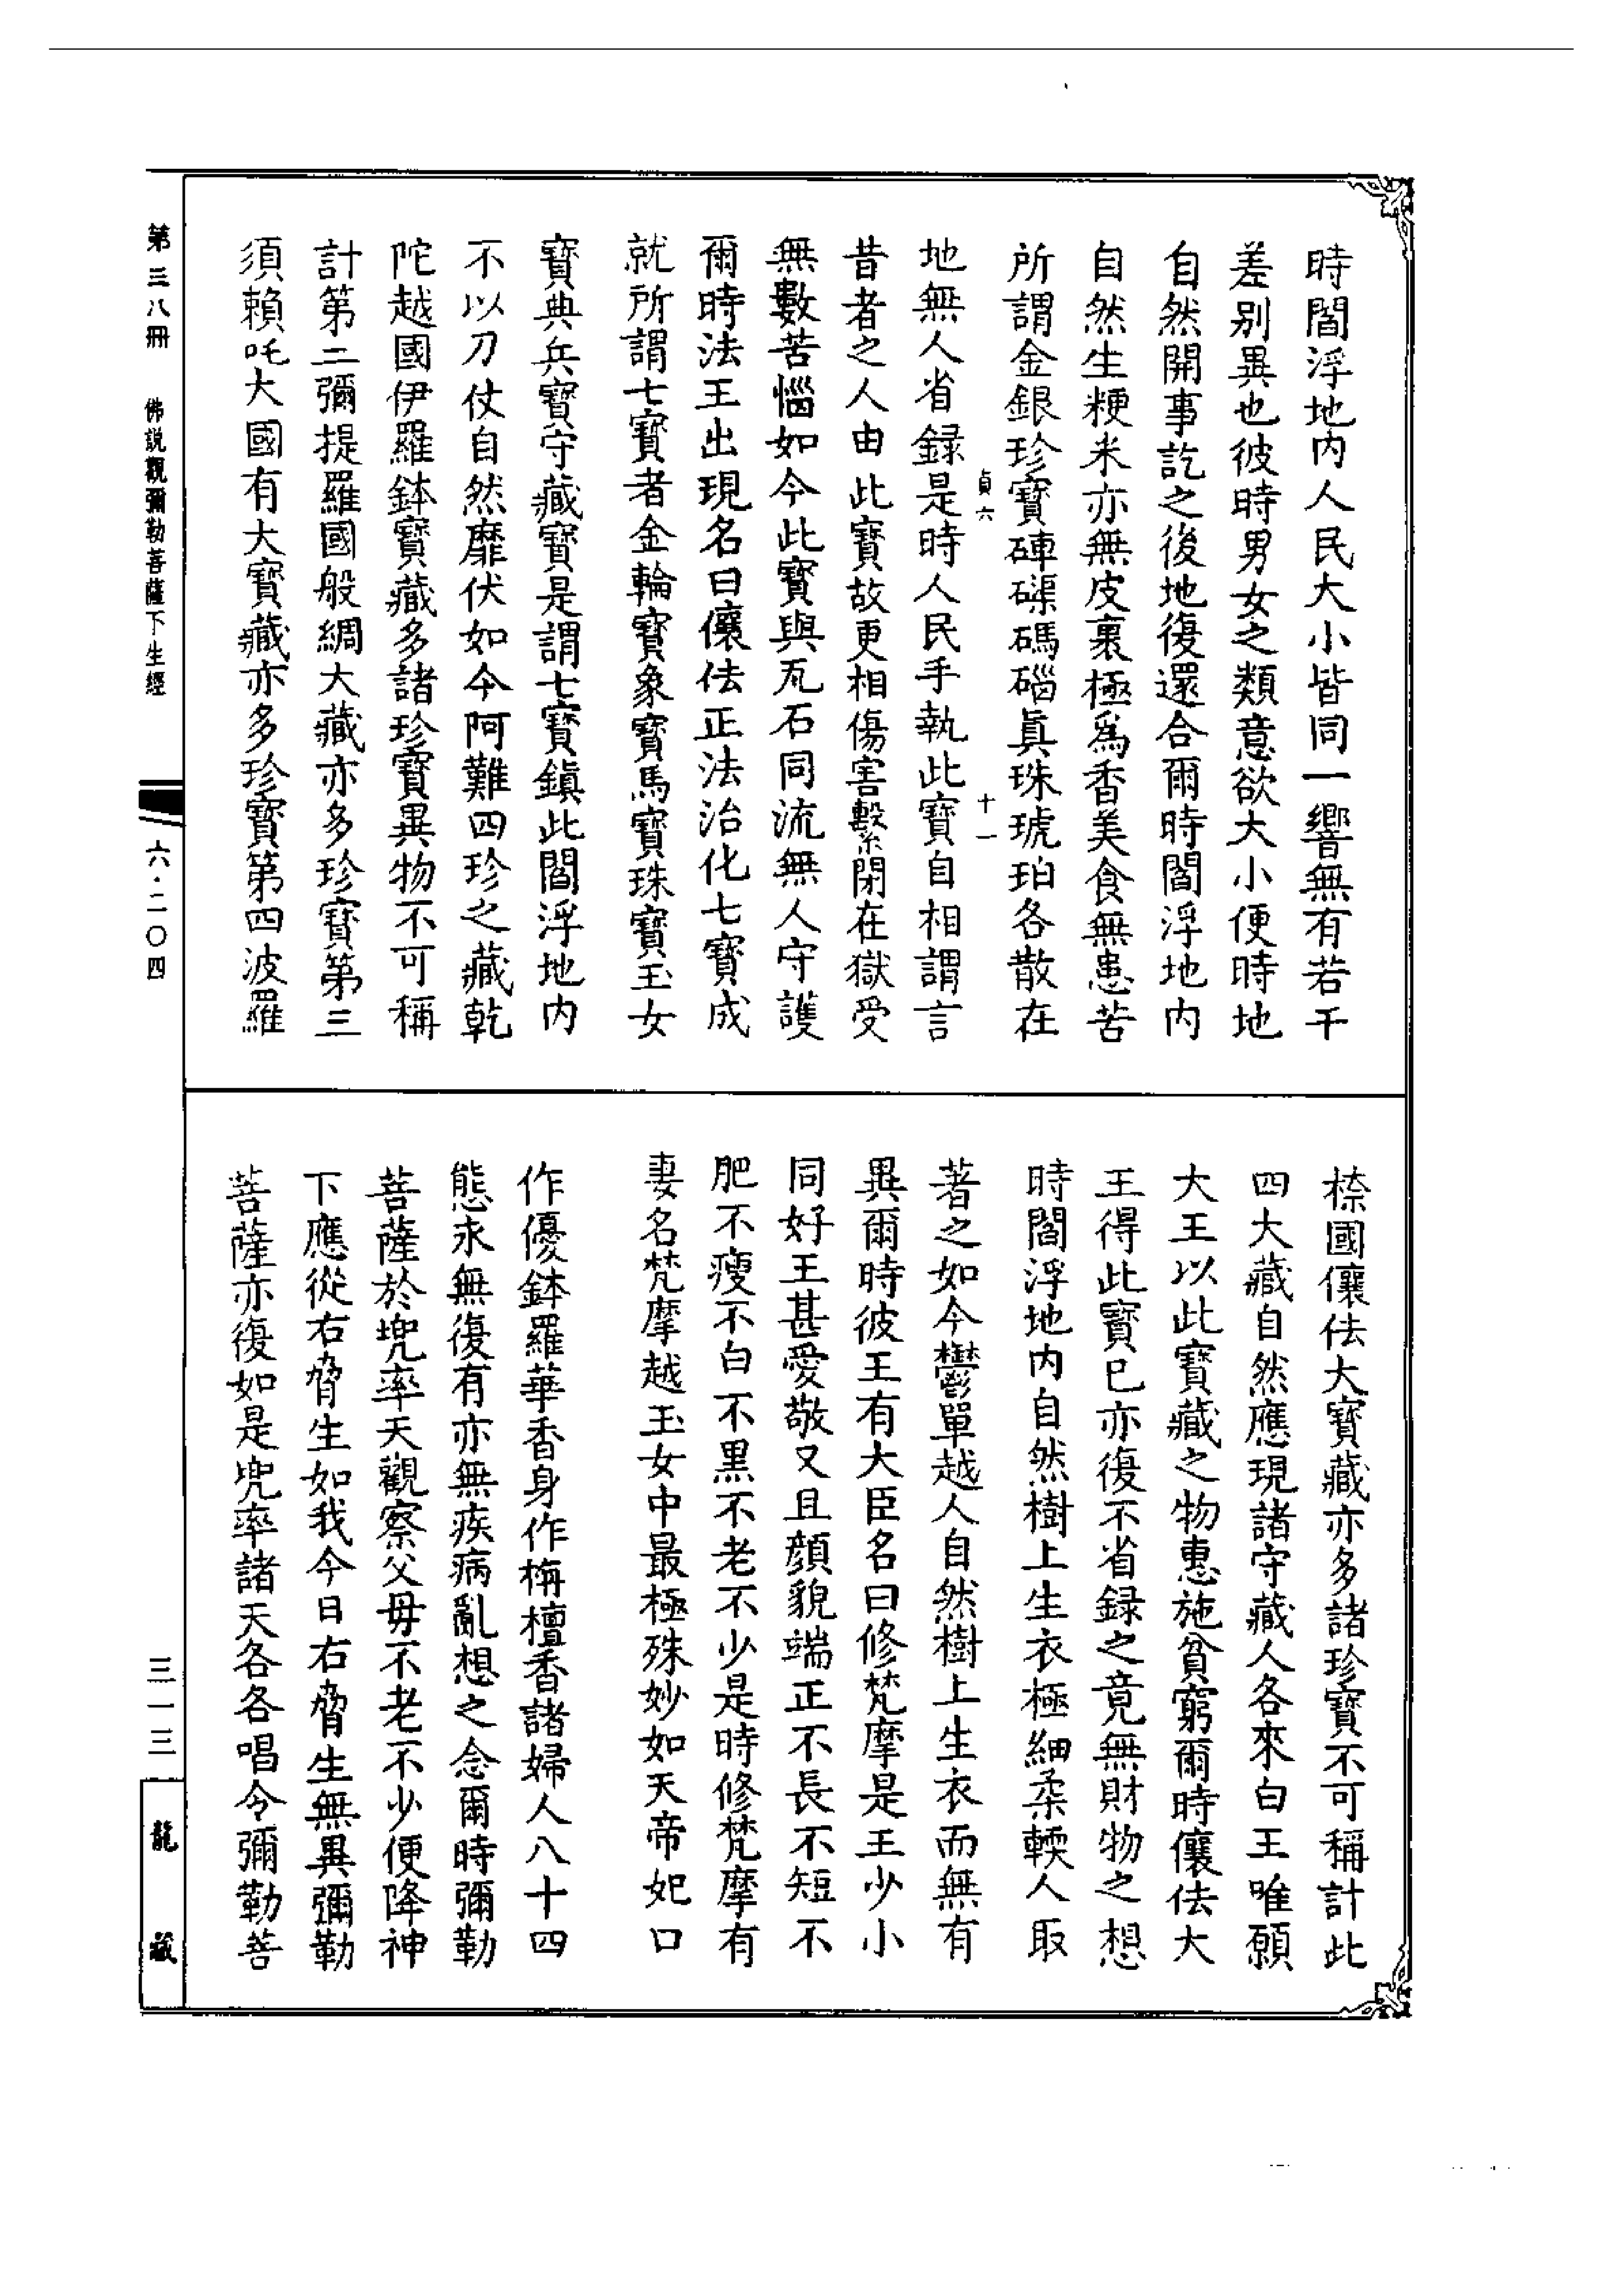 時閻浮地内人民大小皆同一響無有若干
差别異也彼時男女之類意欲大小便時地
自然開事訖之後地復還合爾時閻浮地内
自然生粳米亦無皮裹極爲香美食無患苦
所謂金銀珍寶硨磲碼碯真珠琥珀各散在
貞六　十一
地無人省録是時人民手執此寶自相謂言
昔者之人由此寶故更相傷害繫閉在獄受
無數苦惱如今此寶與瓦石同流無人守護
爾時法王出現名曰儴佉正法治化七寶成
就所謂七寶者金輪寶象寶馬寶珠寶玉女
寶典兵寶守藏寶是謂七寶鎮此閻浮地内
不以刀仗自然靡伏如今阿難四珍之藏乾
陀越國伊羅鉢寶藏多諸珍寶異物不可稱
計第二彌提羅國般綢大藏亦多珍寶第三
須賴吒大國有大寶藏亦多珍寶第四波羅
㮈國儴佉大寶藏亦多諸珍寶不可稱計此
四大藏自然應現諸守藏人各來白王唯願
大王以此寶藏之物惠施貧窮爾時儴佉大
王得此寶已亦復不省録之竟無財物之想
時閻浮地内自然樹上生衣極細柔輭人取
著之如今鬱單越人自然樹上生衣而無有
異爾時彼王有大臣名曰修梵摩是王少小
同好王甚愛敬又且顔貌端正不長不短不
肥不瘦不白不黑不老不少是時修梵摩有
妻名梵摩越玉女中最極殊妙如天帝妃口
作優鉢羅華香身作栴檀香諸婦人八十四
態永無復有亦無疾病亂想之念爾時彌勒
菩薩於兜率天觀察父母不老不少便降神
下應從右脅生如我今日右脅生無異彌勒
菩薩亦復如是兜率諸天各各唱令彌勒菩
第三八冊　佛説觀彌勒菩薩下生經
六·二〇四
三一三
龍藏